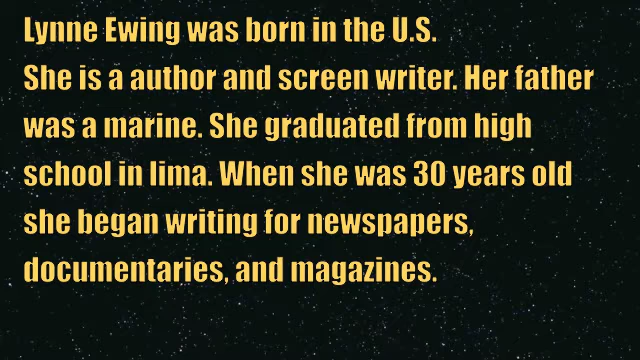 Lynne Ewing was born in the U.S.
She is a author and screen writer. Her father
was a marine. She graduated from high
school in lima. When she was 30 years old
she began writing for newspapers,
documentaries, and magazines.